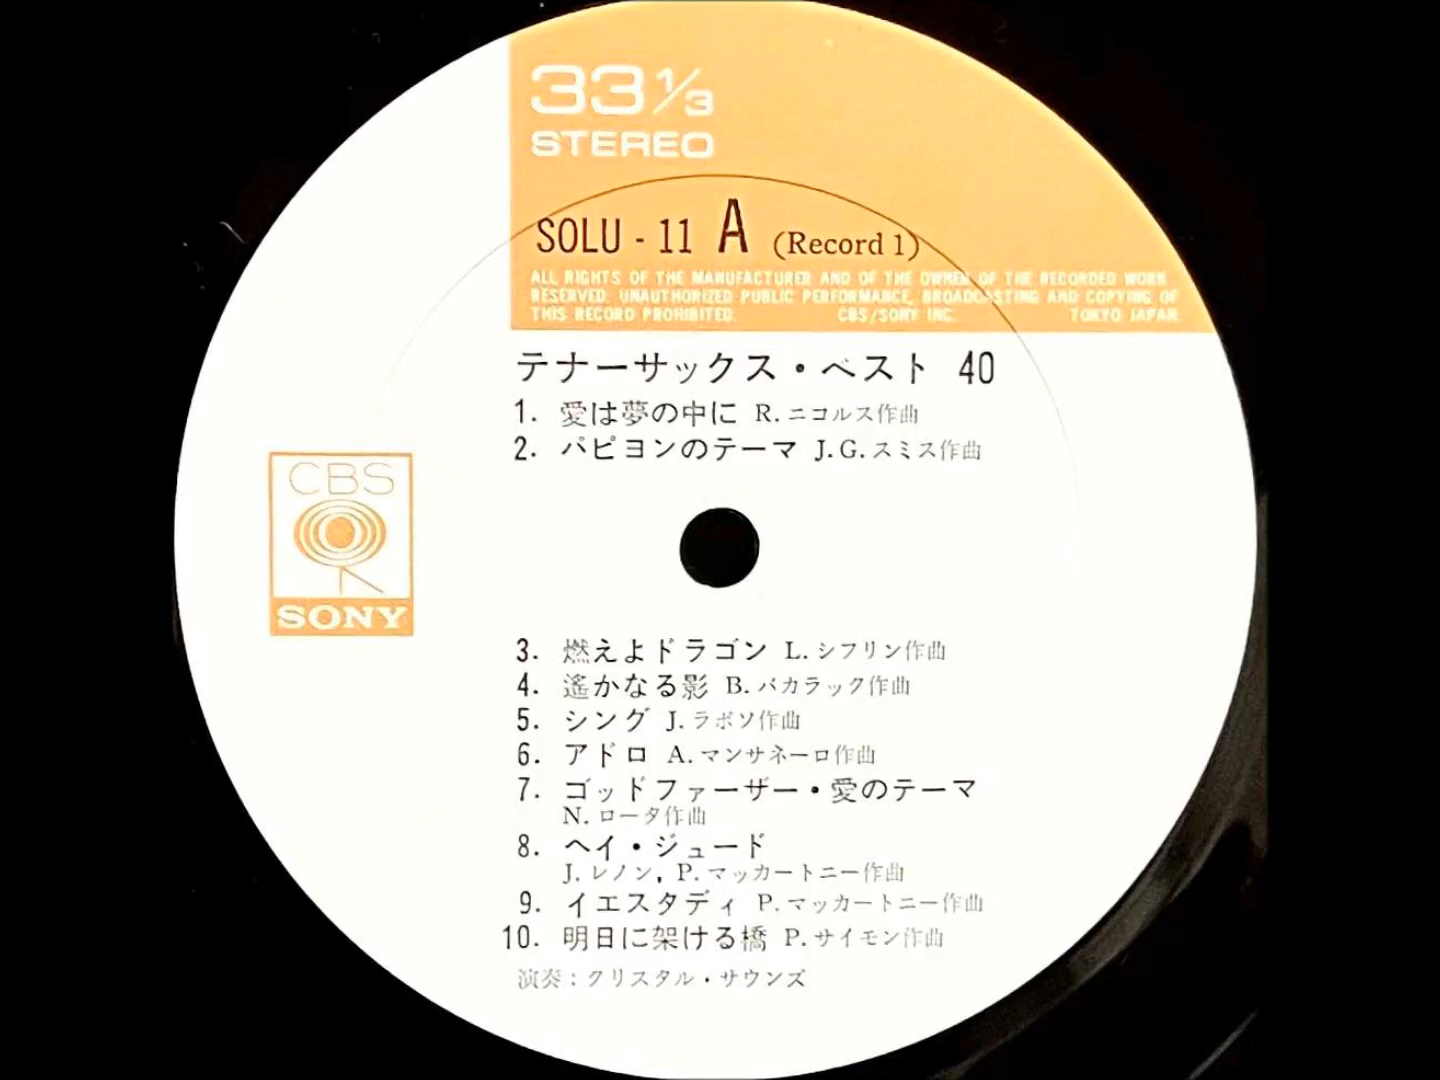 33 1/3
STEREO
SOLU - 11 A (Record 1)
ALL RIGHTS OF THE MANUFACTURER AND OF THE OWNER OF THE RECORDED WORK
RESERVED. UNAUTHORIZED PUBLIC PERFORMANCE, BROADCASTING AND COPYING OF
THIS RECORD PROHIBITED. CBS/SONY INC. TOKYO JAPAN.
テナーサックス・ベスト 40
1. 愛は夢の中に R.ニコルス作曲
2. パピヨンのテーマ J.G.スミス作曲
CBS
SONY
3. 燃えよドラゴン L.シフリン作曲
4. 遙かなる影 B.バカラック作曲
5. シング J.ラポソ作曲
6. アドロ A.マンサネーロ作曲
7. ゴッドファーザー・愛のテーマ
N.ロータ作曲
8. ヘイ・ジュード
J.レノン, P.マッカートニー作曲
9. イエスタディ P.マッカートニー作曲
10. 明日に架ける橋 P.サイモン作曲
演奏:クリスタル・サウンズ